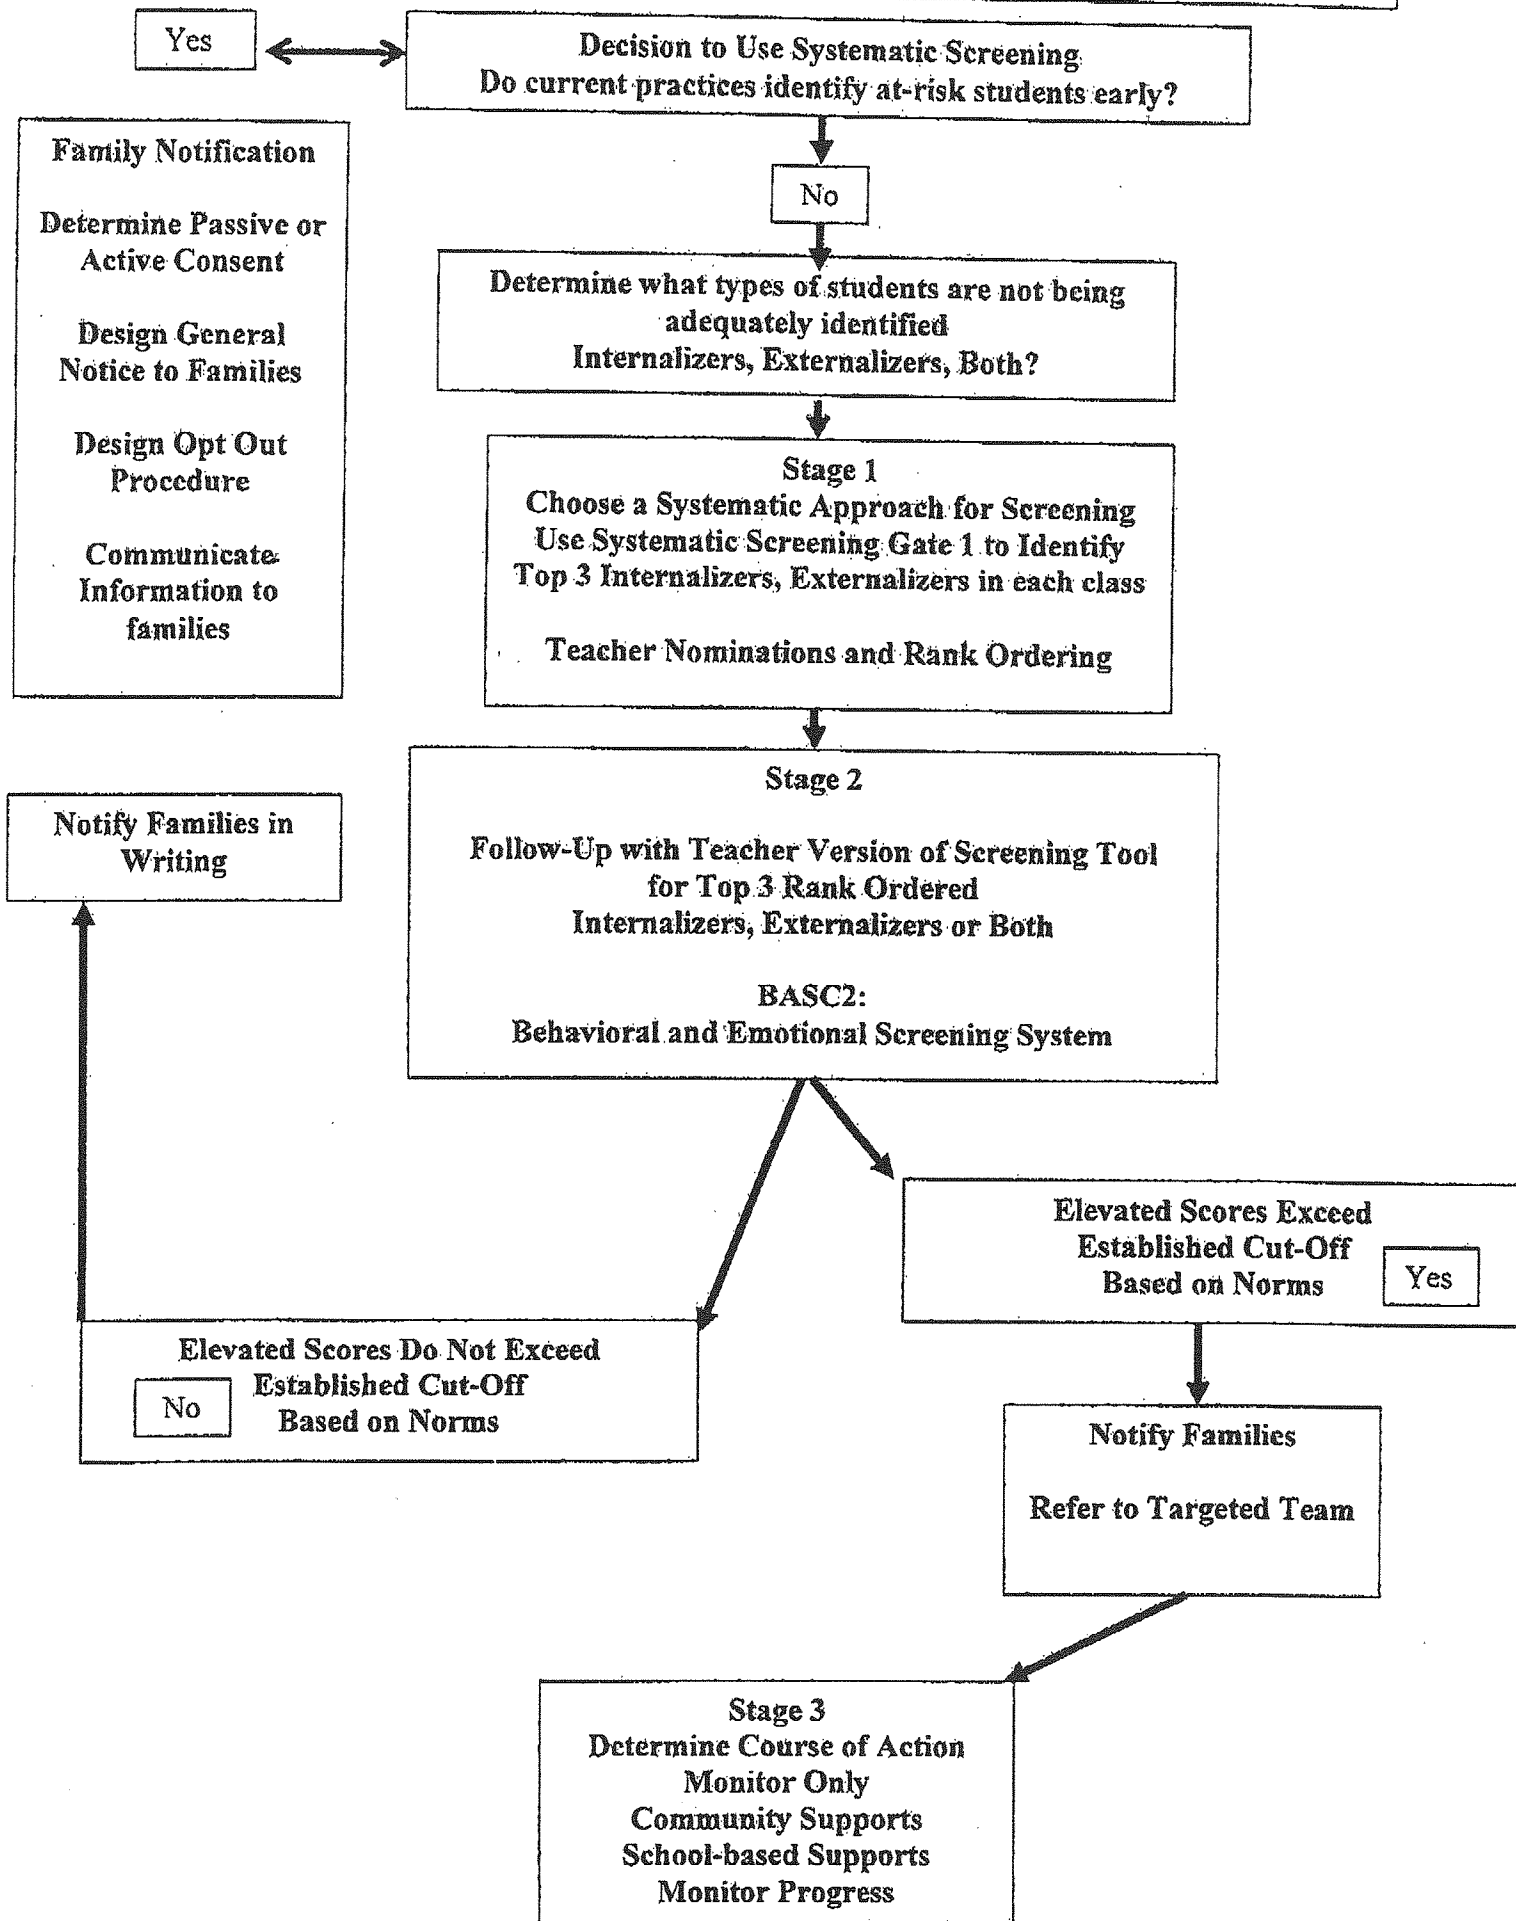 Yes
Decision to Use Systematic Screening
Do current practices identify at-risk students early?
Family Notification
Determine Passive or
Active Consent
Design General
Notice to Families
Design Opt Out
Procedure
Communicate
Information to
families
No
Determine what types of students are not being
adequately identified
Internalizers, Externalizers, Both?
Stage 1
Choose a Systematic Approach for Screening
Use Systematic Screening Gate 1 to Identify
Top 3 Internalizers, Externalizers in each class
Teacher Nominations and Rank Ordering
Notify Families in
Writing
Stage 2
Follow-Up with Teacher Version of Screening Tool
for Top 3 Rank Ordered
Internalizers, Externalizers or Both
BASC2:
Behavioral and Emotional Screening System
Elevated Scores Exceed
Established Cut-Off
Based on Norms
Yes
Elevated Scores Do Not Exceed
Established Cut-Off
Based on Norms
No
Notify Families
Refer to Targeted Team
Stage 3
Determine Course of Action
Monitor Only
Community Supports
School-based Supports
Monitor Progress